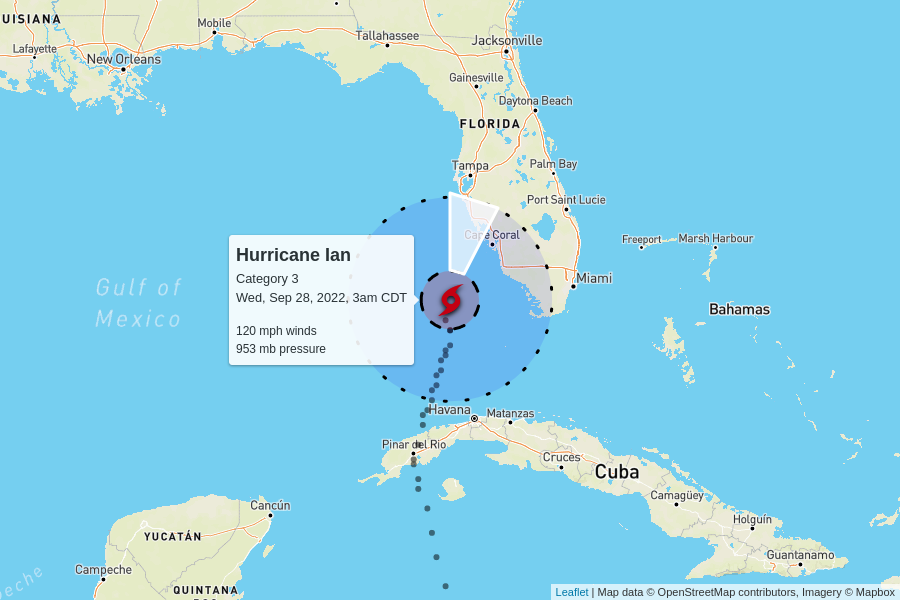 UISIANA
Mobile
Lafayette
New Orleans
Tallahassee
Jacksonville
Gainesville
Daytona Beach
FLORIDA
Tampa
Palm Bay
Port Saint Lucie
Cape Coral
Freeport
Marsh Harbour
Hurricane Ian
Category 3
Wed, Sep 28, 2022, 3am CDT
120 mph winds
953 mb pressure
Gulf of
Mexico
Miami
Bahamas
Havana
Matanzas
Pinar del Rio
Cruces
Cuba
Camagüey
Cancún
Holguín
YUCATÁN
Guantanamo
Campeche
peche
QUINTANA
Leaflet | Map data © OpenStreetMap contributors, Imagery © Mapbox